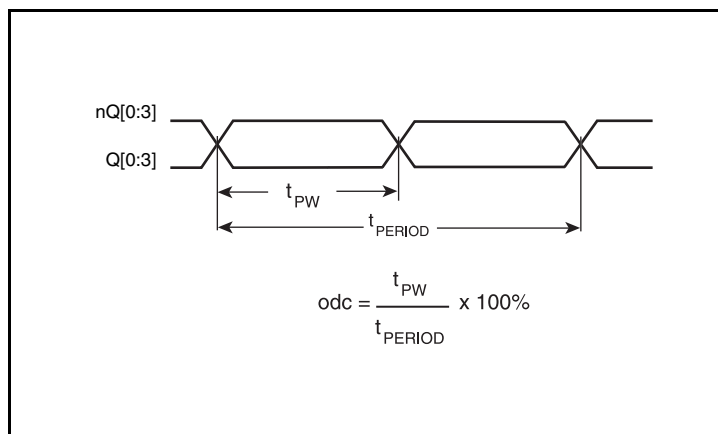 nQ[0:3]
Q[0:3]
tPW
tPERIOD
odc = tPW / tPERIOD x 100%